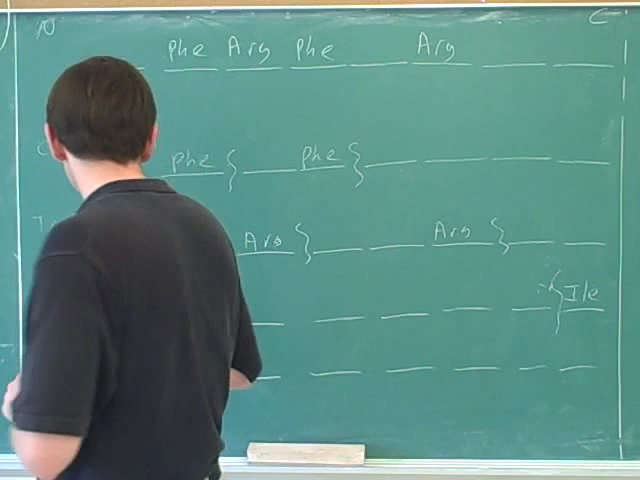 N C
Phe Arg Phe Arg
C Phe Phe
T Arg Arg
Ile